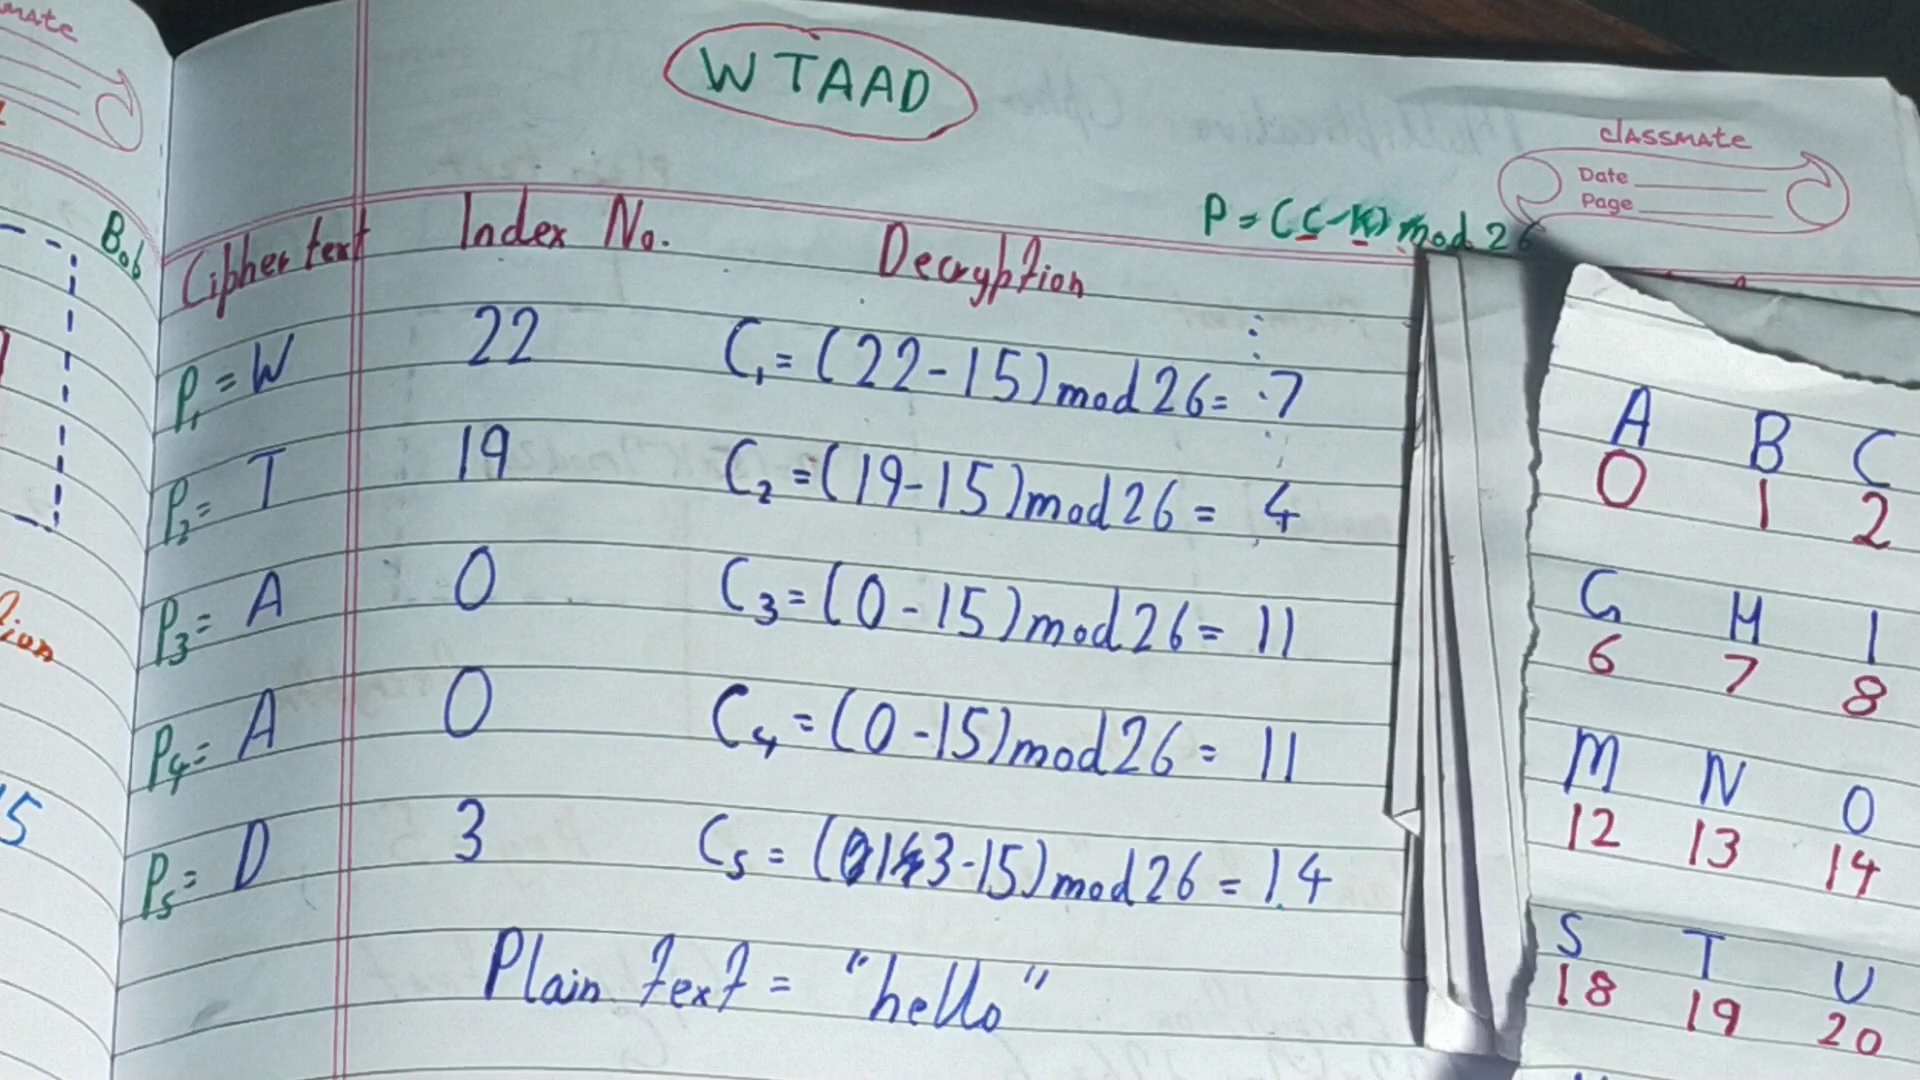 mate
WTAAD
classmate
Date
Page
P = (C-K) mod 26
Bob
Cipher text Index No. Decryption
P1 = W 22 C1 = (22-15) mod 26 = 7
P2 = T 19 C2 = (19-15) mod 26 = 4
P3 = A 0 C3 = (0-15) mod 26 = 11
P4 = A 0 C4 = (0-15) mod 26 = 11
P5 = D 3 C5 = (3-15) mod 26 = 14
Plain text = "hello"
15
A B C
0 1 2
G H I
6 7 8
M N O
12 13 14
S T U
18 19 20